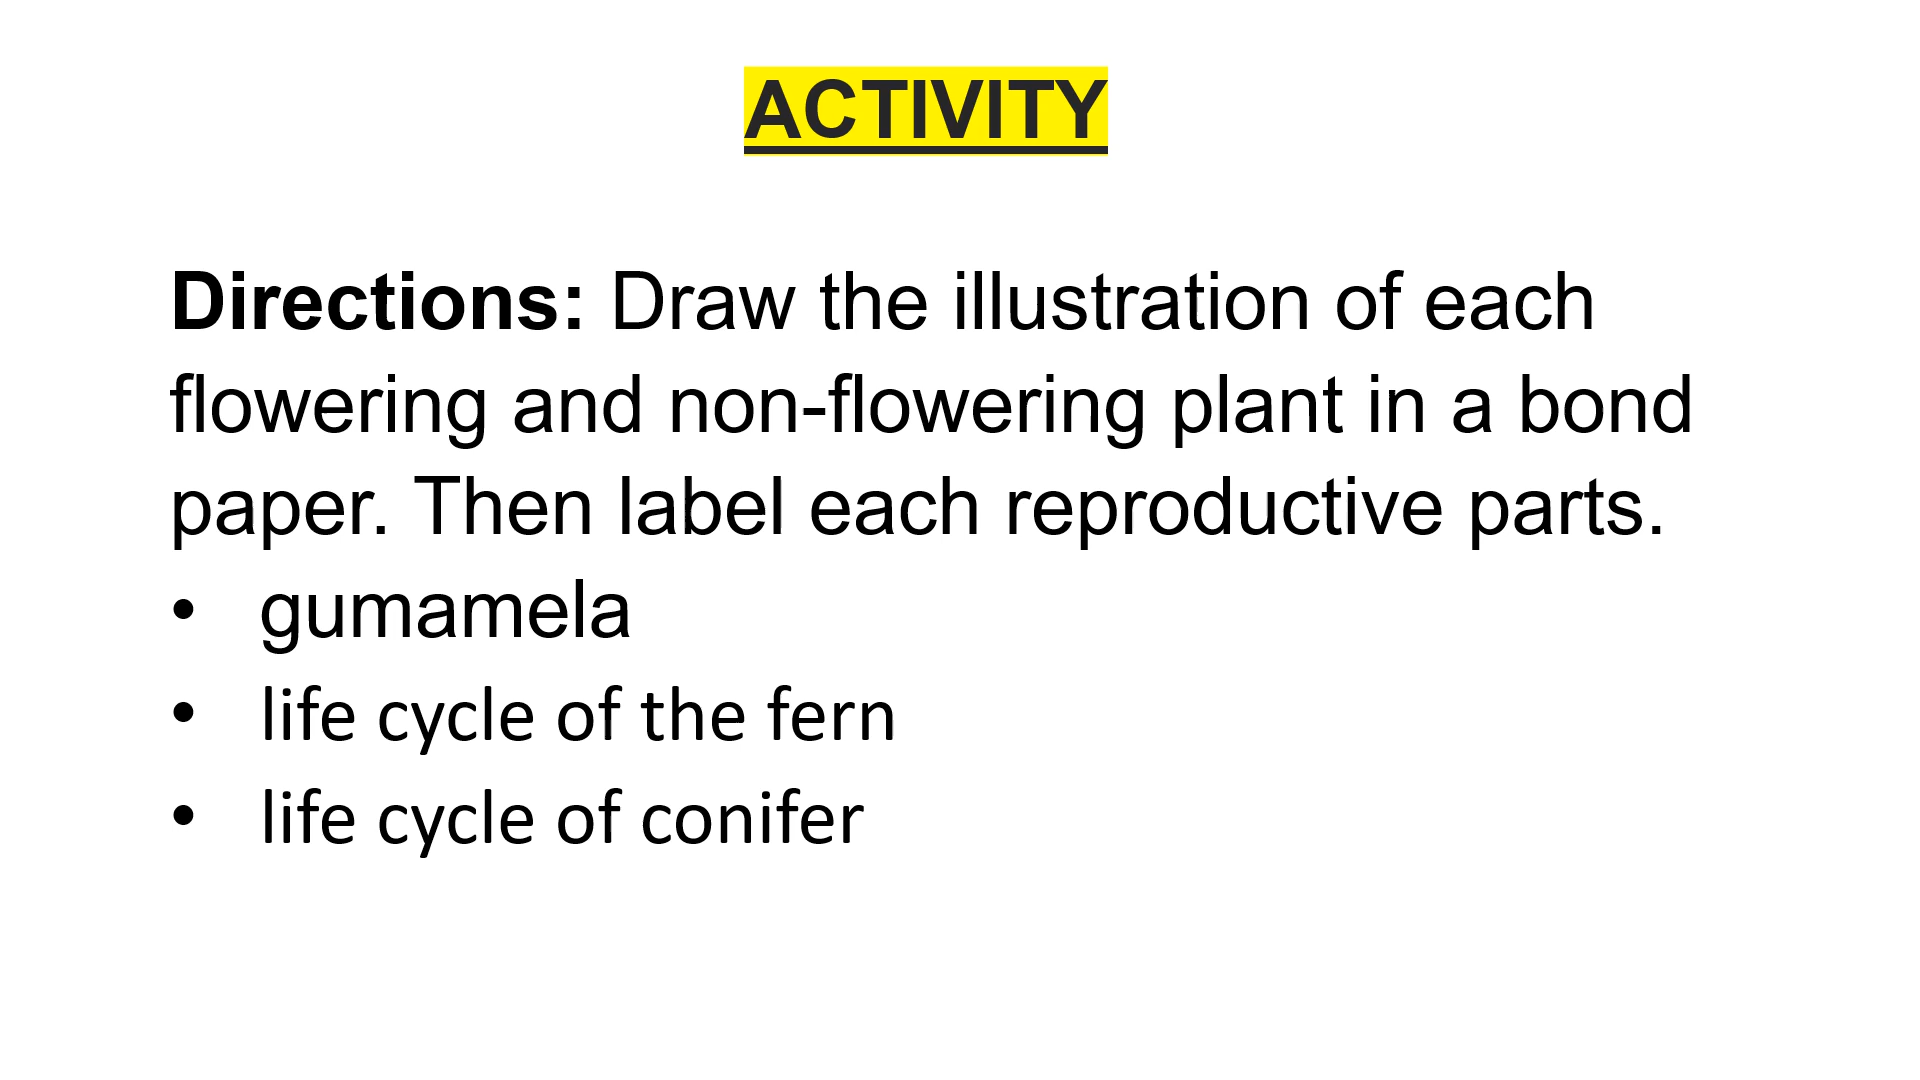 ACTIVITY
Directions: Draw the illustration of each
flowering and non-flowering plant in a bond
paper. Then label each reproductive parts.
• gumamela
• life cycle of the fern
• life cycle of conifer